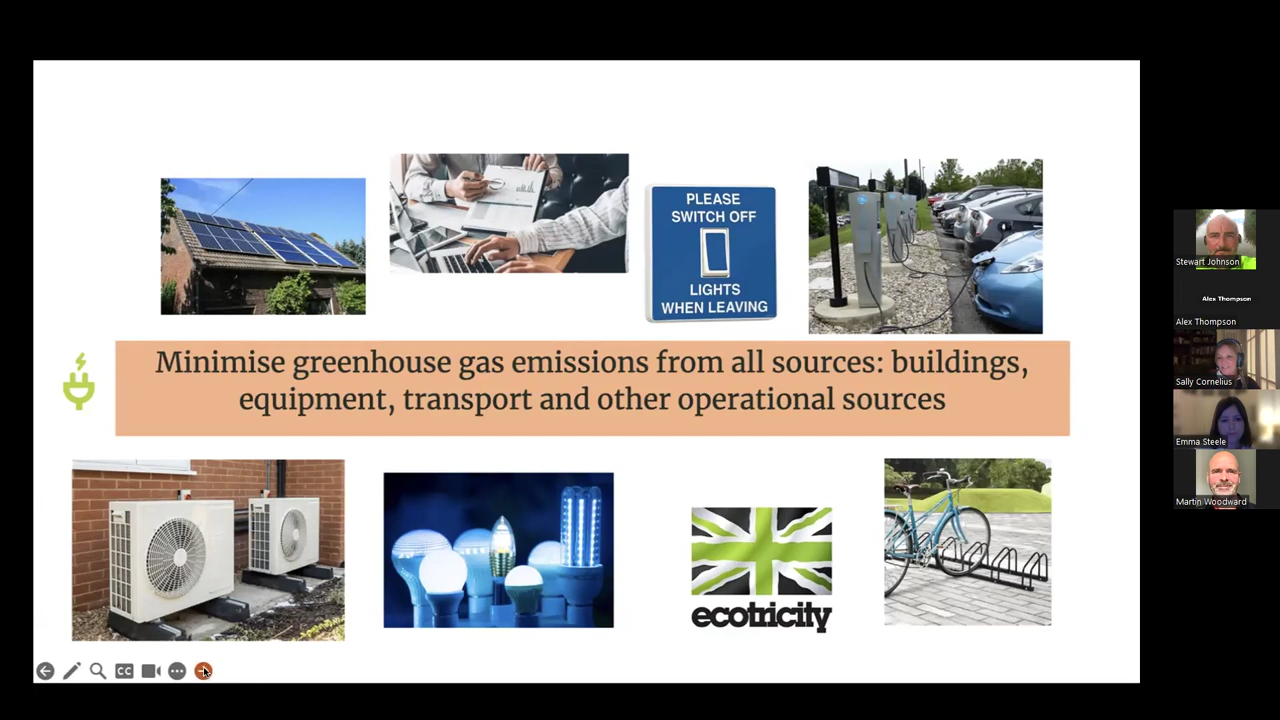 PLEASE
SWITCH OFF
LIGHTS
WHEN LEAVING
Minimise greenhouse gas emissions from all sources: buildings,
equipment, transport and other operational sources
ecotricity
CC
Stewart Johnson
Alex Thompson
Alex Thompson
Sally Cornelius
Emma Steele
Martin Woodward